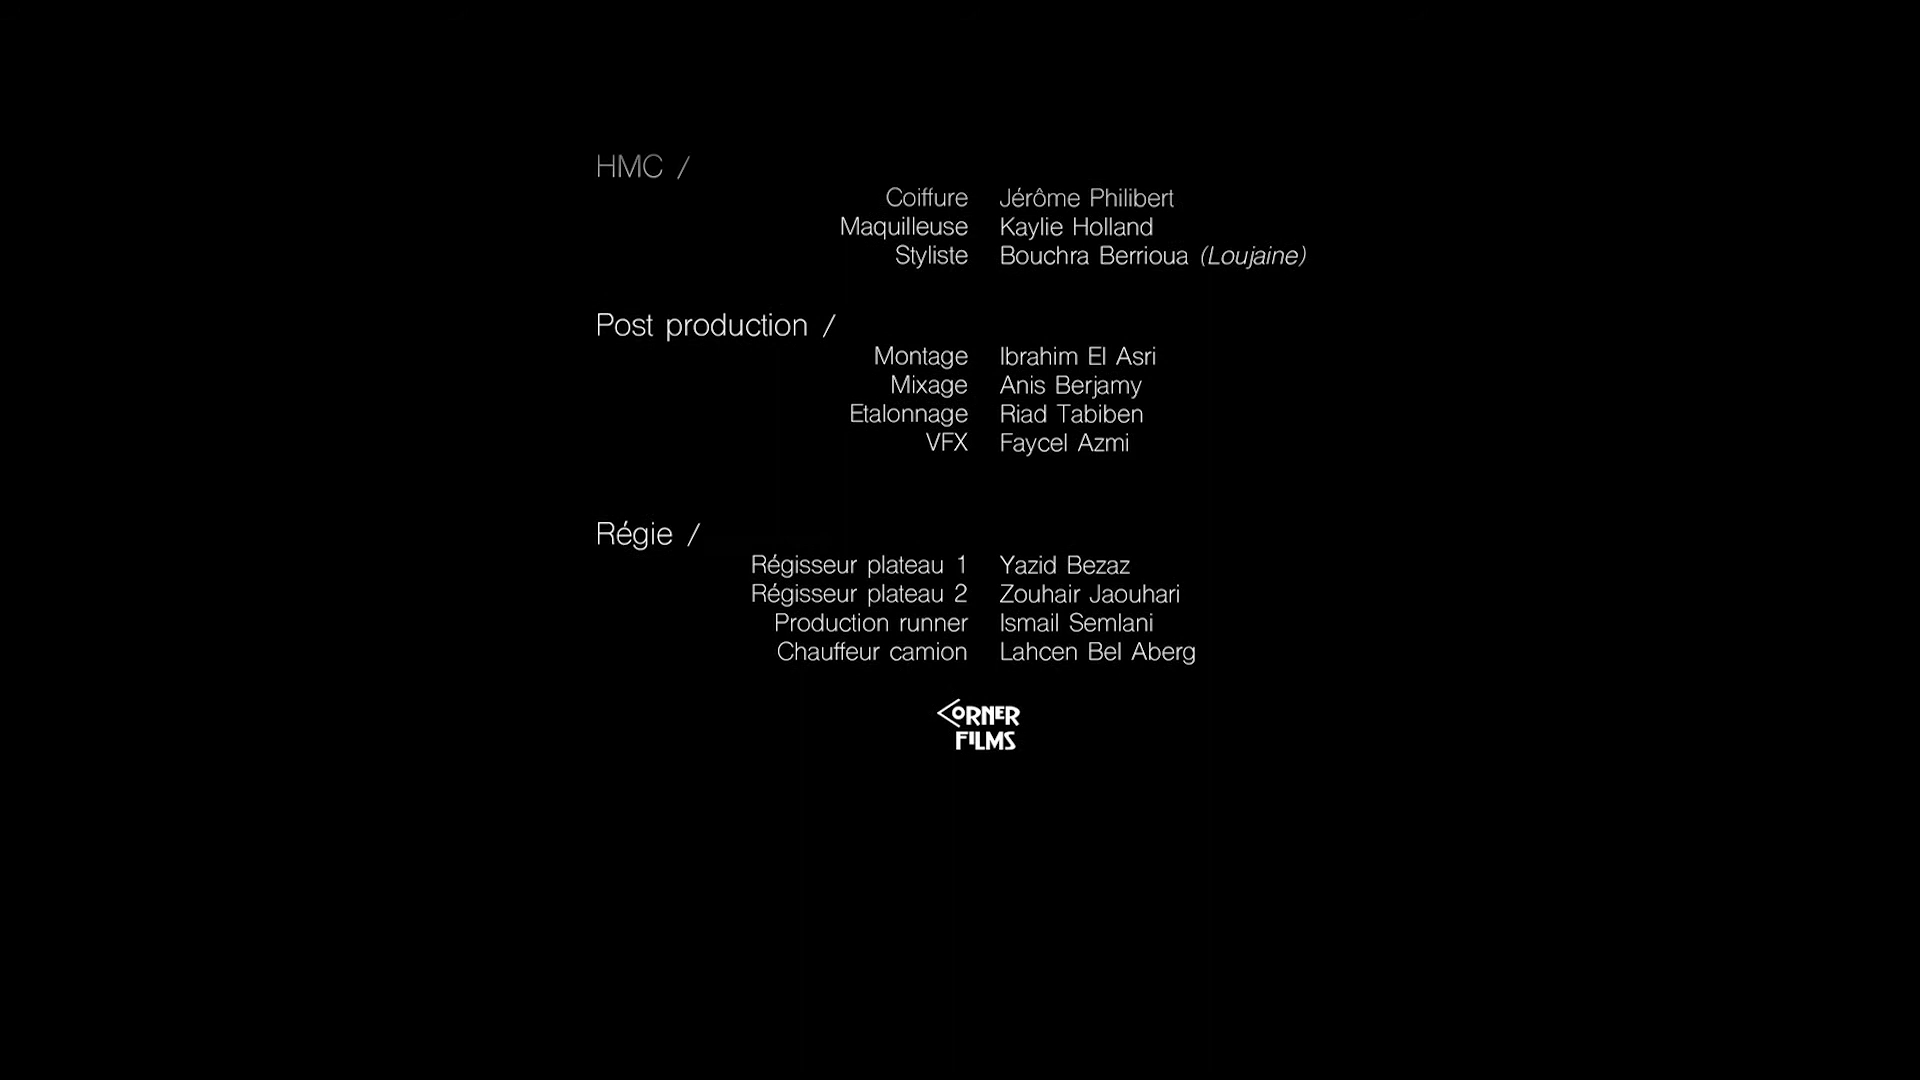 HMC /
Coiffure Jérôme Philibert
Maquilleuse Kaylie Holland
Styliste Bouchra Berrioua (Loujaine)
Post production /
Montage Ibrahim El Asri
Mixage Anis Berjamy
Etalonnage Riad Tabiben
VFX Faycel Azmi
Régie /
Régisseur plateau 1 Yazid Bezaz
Régisseur plateau 2 Zouhair Jaouhari
Production runner Ismail Semlani
Chauffeur camion Lahcen Bel Aberg
CORNER
FILMS